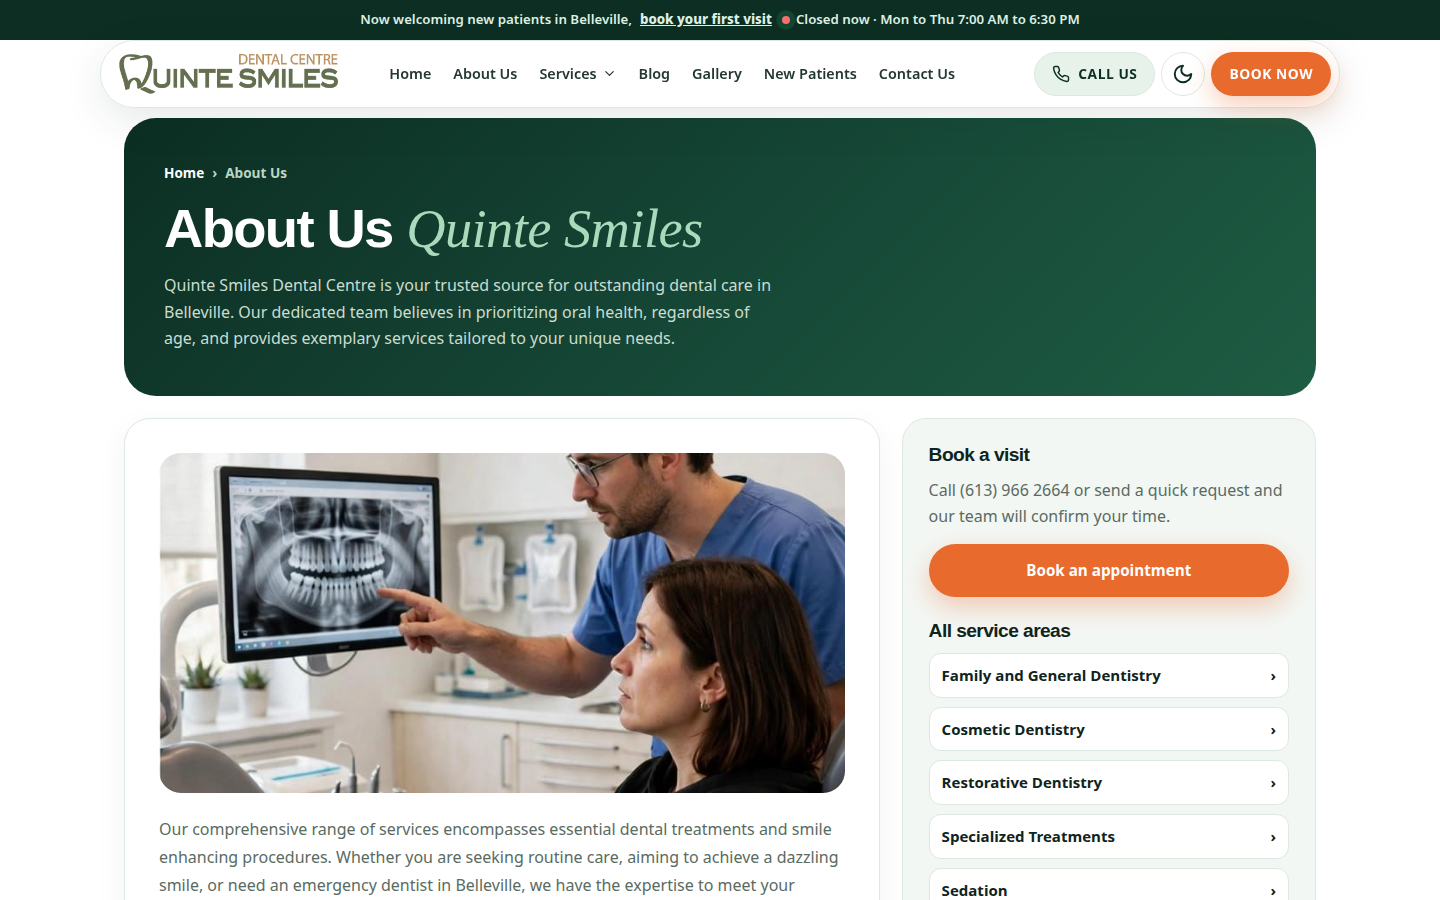 Now welcoming new patients in Belleville, book your first visit Closed now · Mon to Thu 7:00 AM to 6:30 PM
DENTAL CENTRE
QUINTE SMILES
Home About Us Services Blog Gallery New Patients Contact Us CALL US BOOK NOW
Home › About Us
About Us Quinte Smiles
Quinte Smiles Dental Centre is your trusted source for outstanding dental care in
Belleville. Our dedicated team believes in prioritizing oral health, regardless of
age, and provides exemplary services tailored to your unique needs.
Our comprehensive range of services encompasses essential dental treatments and smile
enhancing procedures. Whether you are seeking routine care, aiming to achieve a dazzling
smile, or need an emergency dentist in Belleville, we have the expertise to meet your
Book a visit
Call (613) 966 2664 or send a quick request and
our team will confirm your time.
Book an appointment
All service areas
Family and General Dentistry ›
Cosmetic Dentistry ›
Restorative Dentistry ›
Specialized Treatments ›
Sedation ›